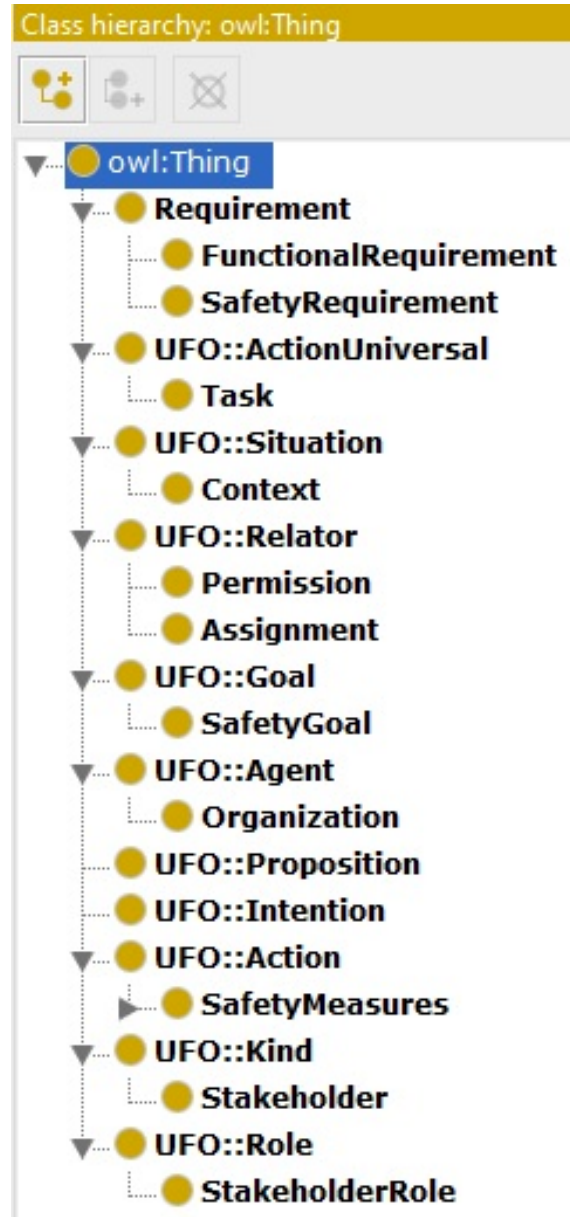 Class hierarchy: owl:Thing
owl:Thing
Requirement
FunctionalRequirement
SafetyRequirement
UFO::ActionUniversal
Task
UFO::Situation
Context
UFO::Relator
Permission
Assignment
UFO::Goal
SafetyGoal
UFO::Agent
Organization
UFO::Proposition
UFO::Intention
UFO::Action
SafetyMeasures
UFO::Kind
Stakeholder
UFO::Role
StakeholderRole